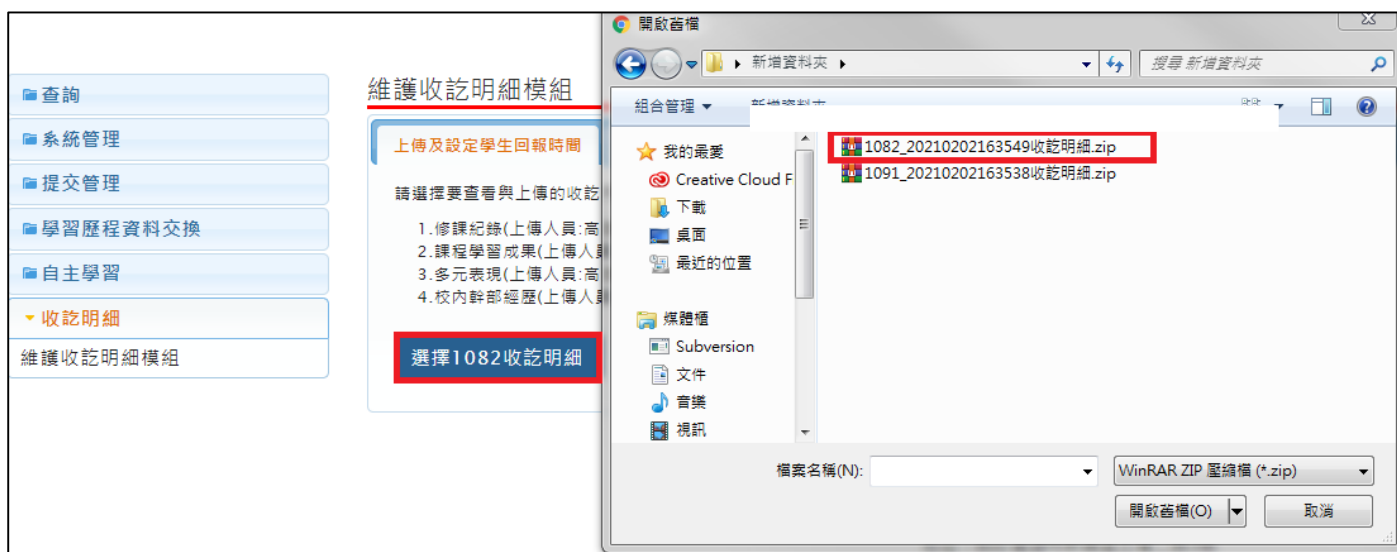 查詢
系統管理
提交管理
學習歷程資料交換
自主學習
收訖明細
維護收訖明細模組
維護收訖明細模組
上傳及設定學生回報時間
請選擇要查看與上傳的收訖
1.修課紀錄(上傳人員:高
2.課程學習成果(上傳人員
3.多元表現(上傳人員:高
4.校內幹部經歷(上傳人員
選擇1082收訖明細
開啟舊檔
新增資料夾
搜尋 新增資料夾
組合管理
新增資料夾
我的最愛
Creative Cloud F
下載
桌面
最近的位置
媒體櫃
Subversion
文件
音樂
視訊
1082_20210202163549收訖明細.zip
1091_20210202163538收訖明細.zip
檔案名稱(N):
WinRAR ZIP 壓縮檔 (*.zip)
開啟舊檔(O)
取消